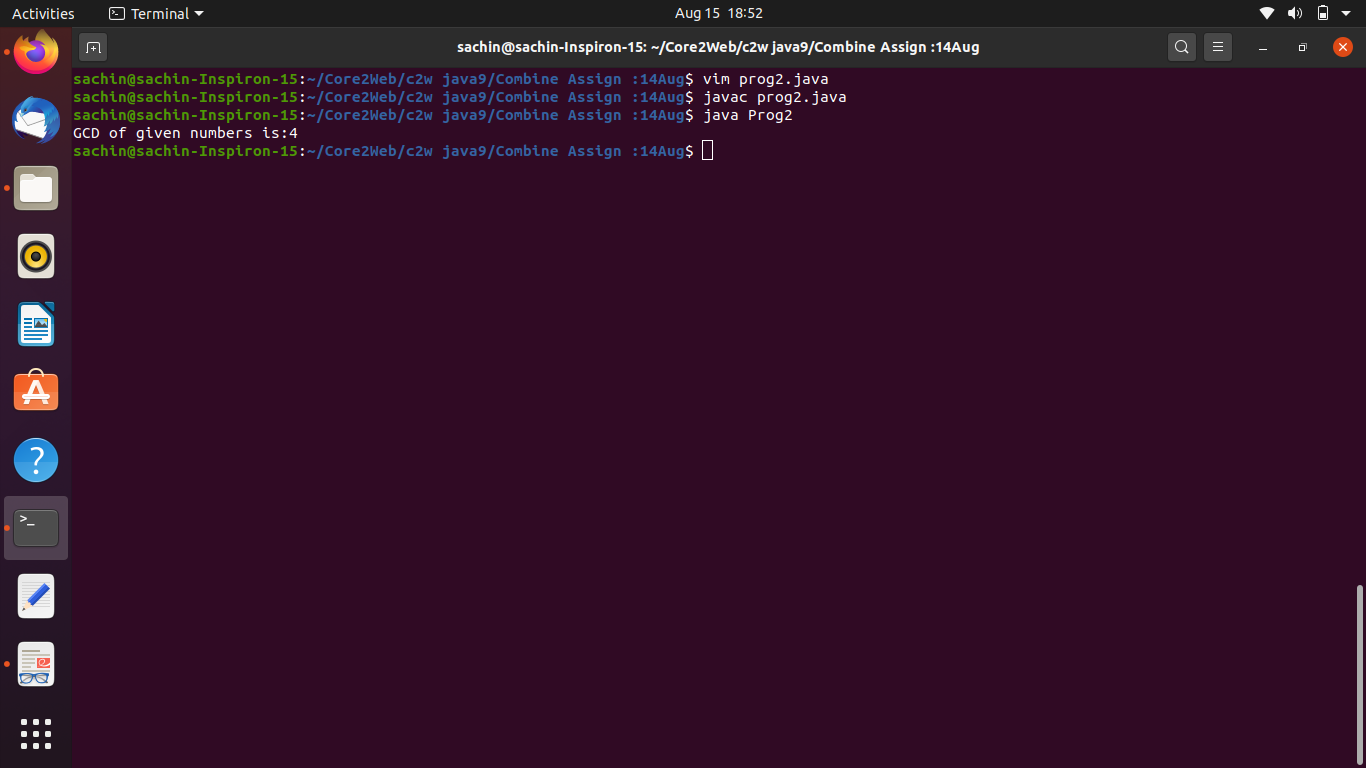 Activities
Terminal
Aug 15 18:52
sachin@sachin-Inspiron-15: ~/Core2Web/c2w java9/Combine Assign :14Aug
sachin@sachin-Inspiron-15:~/Core2Web/c2w java9/Combine Assign :14Aug$ vim prog2.java
sachin@sachin-Inspiron-15:~/Core2Web/c2w java9/Combine Assign :14Aug$ javac prog2.java
sachin@sachin-Inspiron-15:~/Core2Web/c2w java9/Combine Assign :14Aug$ java Prog2
GCD of given numbers is:4
sachin@sachin-Inspiron-15:~/Core2Web/c2w java9/Combine Assign :14Aug$